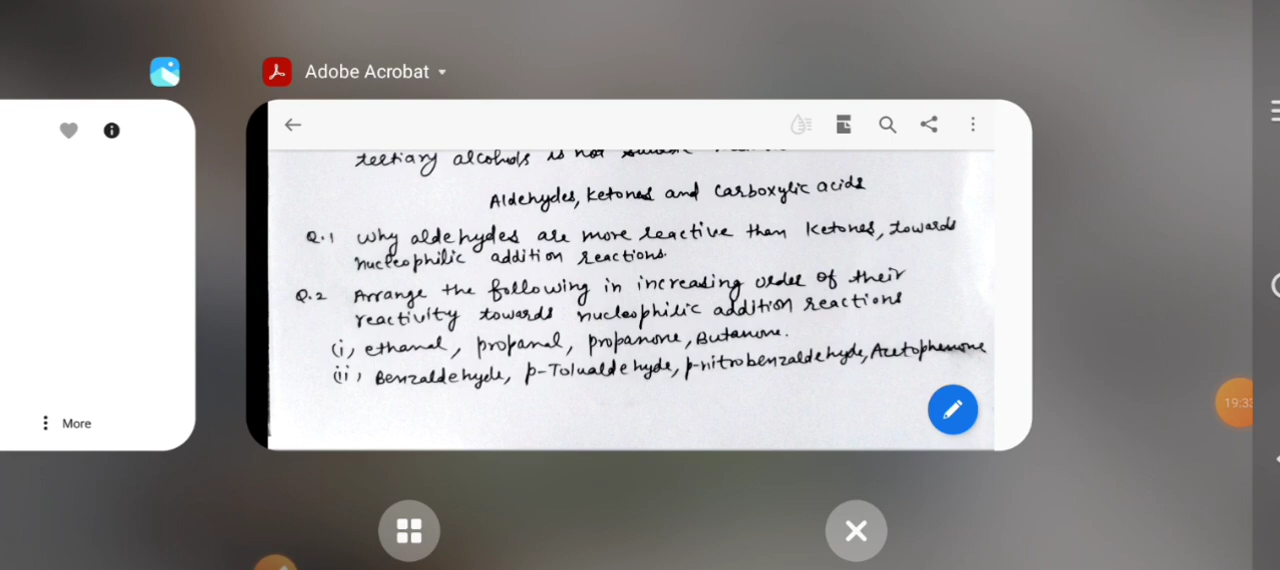 Adobe Acrobat
tertiary alcohols is not
Aldehydes, ketones and carboxylic acids
Q.1 Why aldehydes are more reactive than ketones, towards
nucleophilic addition reactions.
Q.2 Arrange the following in increasing order of their
reactivity towards nucleophilic addition reactions
(i) ethanal, propanal, propanone, Butanone.
(ii) Benzaldehyde, p-Tolualdehyde, p-nitrobenzaldehyde, Acetophenone
More
19:33